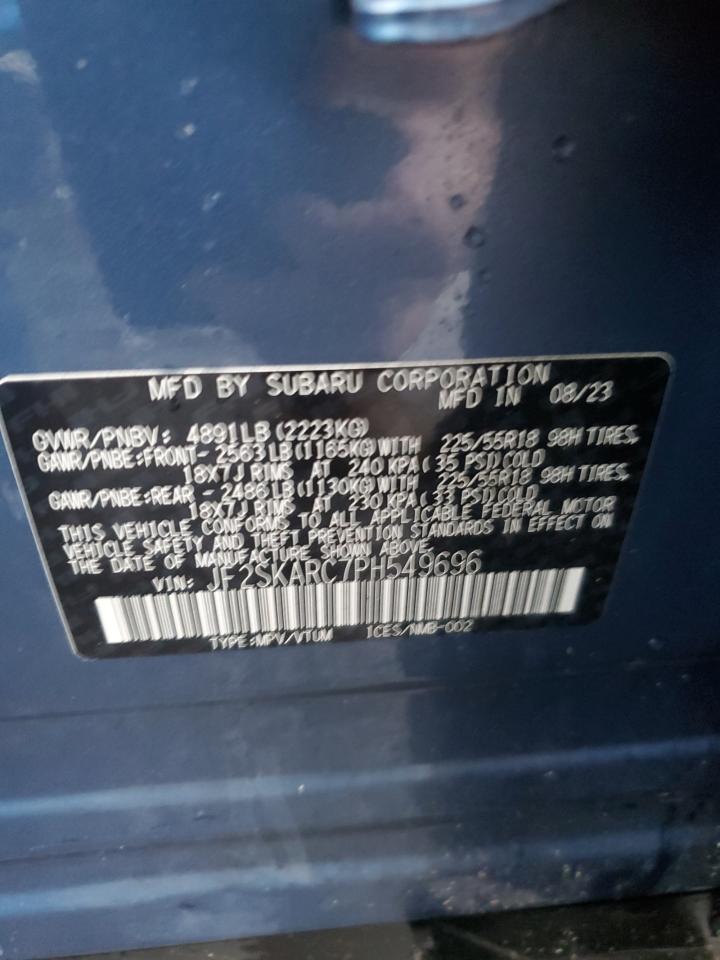 MFD BY SUBARU CORPORATION
MFD IN 08/23
GVWR/PNBV: 4891LB(2223KG)
GAWR/PNBE:FRONT- 2563LB(1165KG)WITH 225/55R18 98H TIRES,
18X7J RIMS AT 240 KPA( 35 PSI)COLD
GAWR/PNBE:REAR - 2486LB(1130KG)WITH 225/55R18 98H TIRES,
18X7J RIMS AT 230 KPA( 33 PSI)COLD
THIS VEHICLE CONFORMS TO ALL APPLICABLE FEDERAL MOTOR
VEHICLE SAFETY AND THEFT PREVENTION STANDARDS IN EFFECT ON
THE DATE OF MANUFACTURE SHOWN ABOVE.
VIN: JF2SKARC7PH549696
TYPE:MPV/VTUM ICES/NMB-002